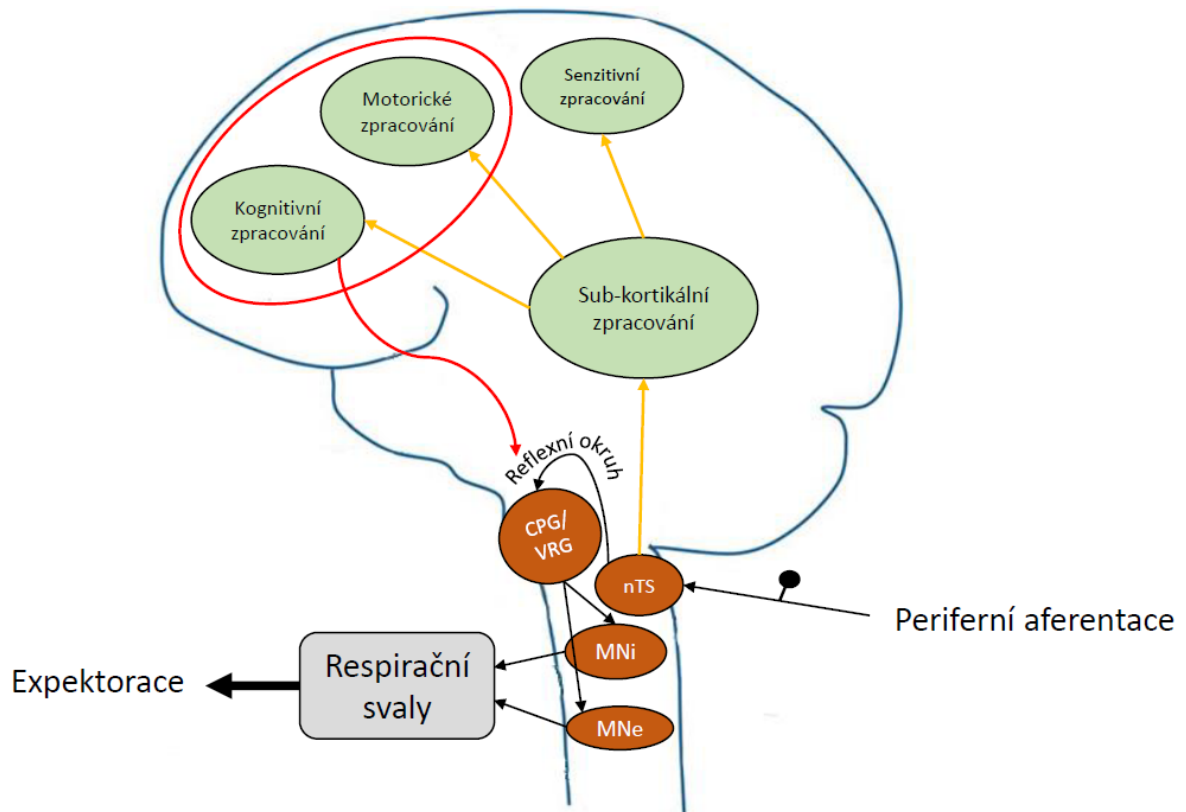 Motorické
zpracování
Senzitivní
zpracování
Kognitivní
zpracování
Sub-kortikální
zpracování
Reflexní okruh
CPG/
VRG
nTS
Periferní aferentace
MNi
Respirační
svaly
Expektorace
MNe